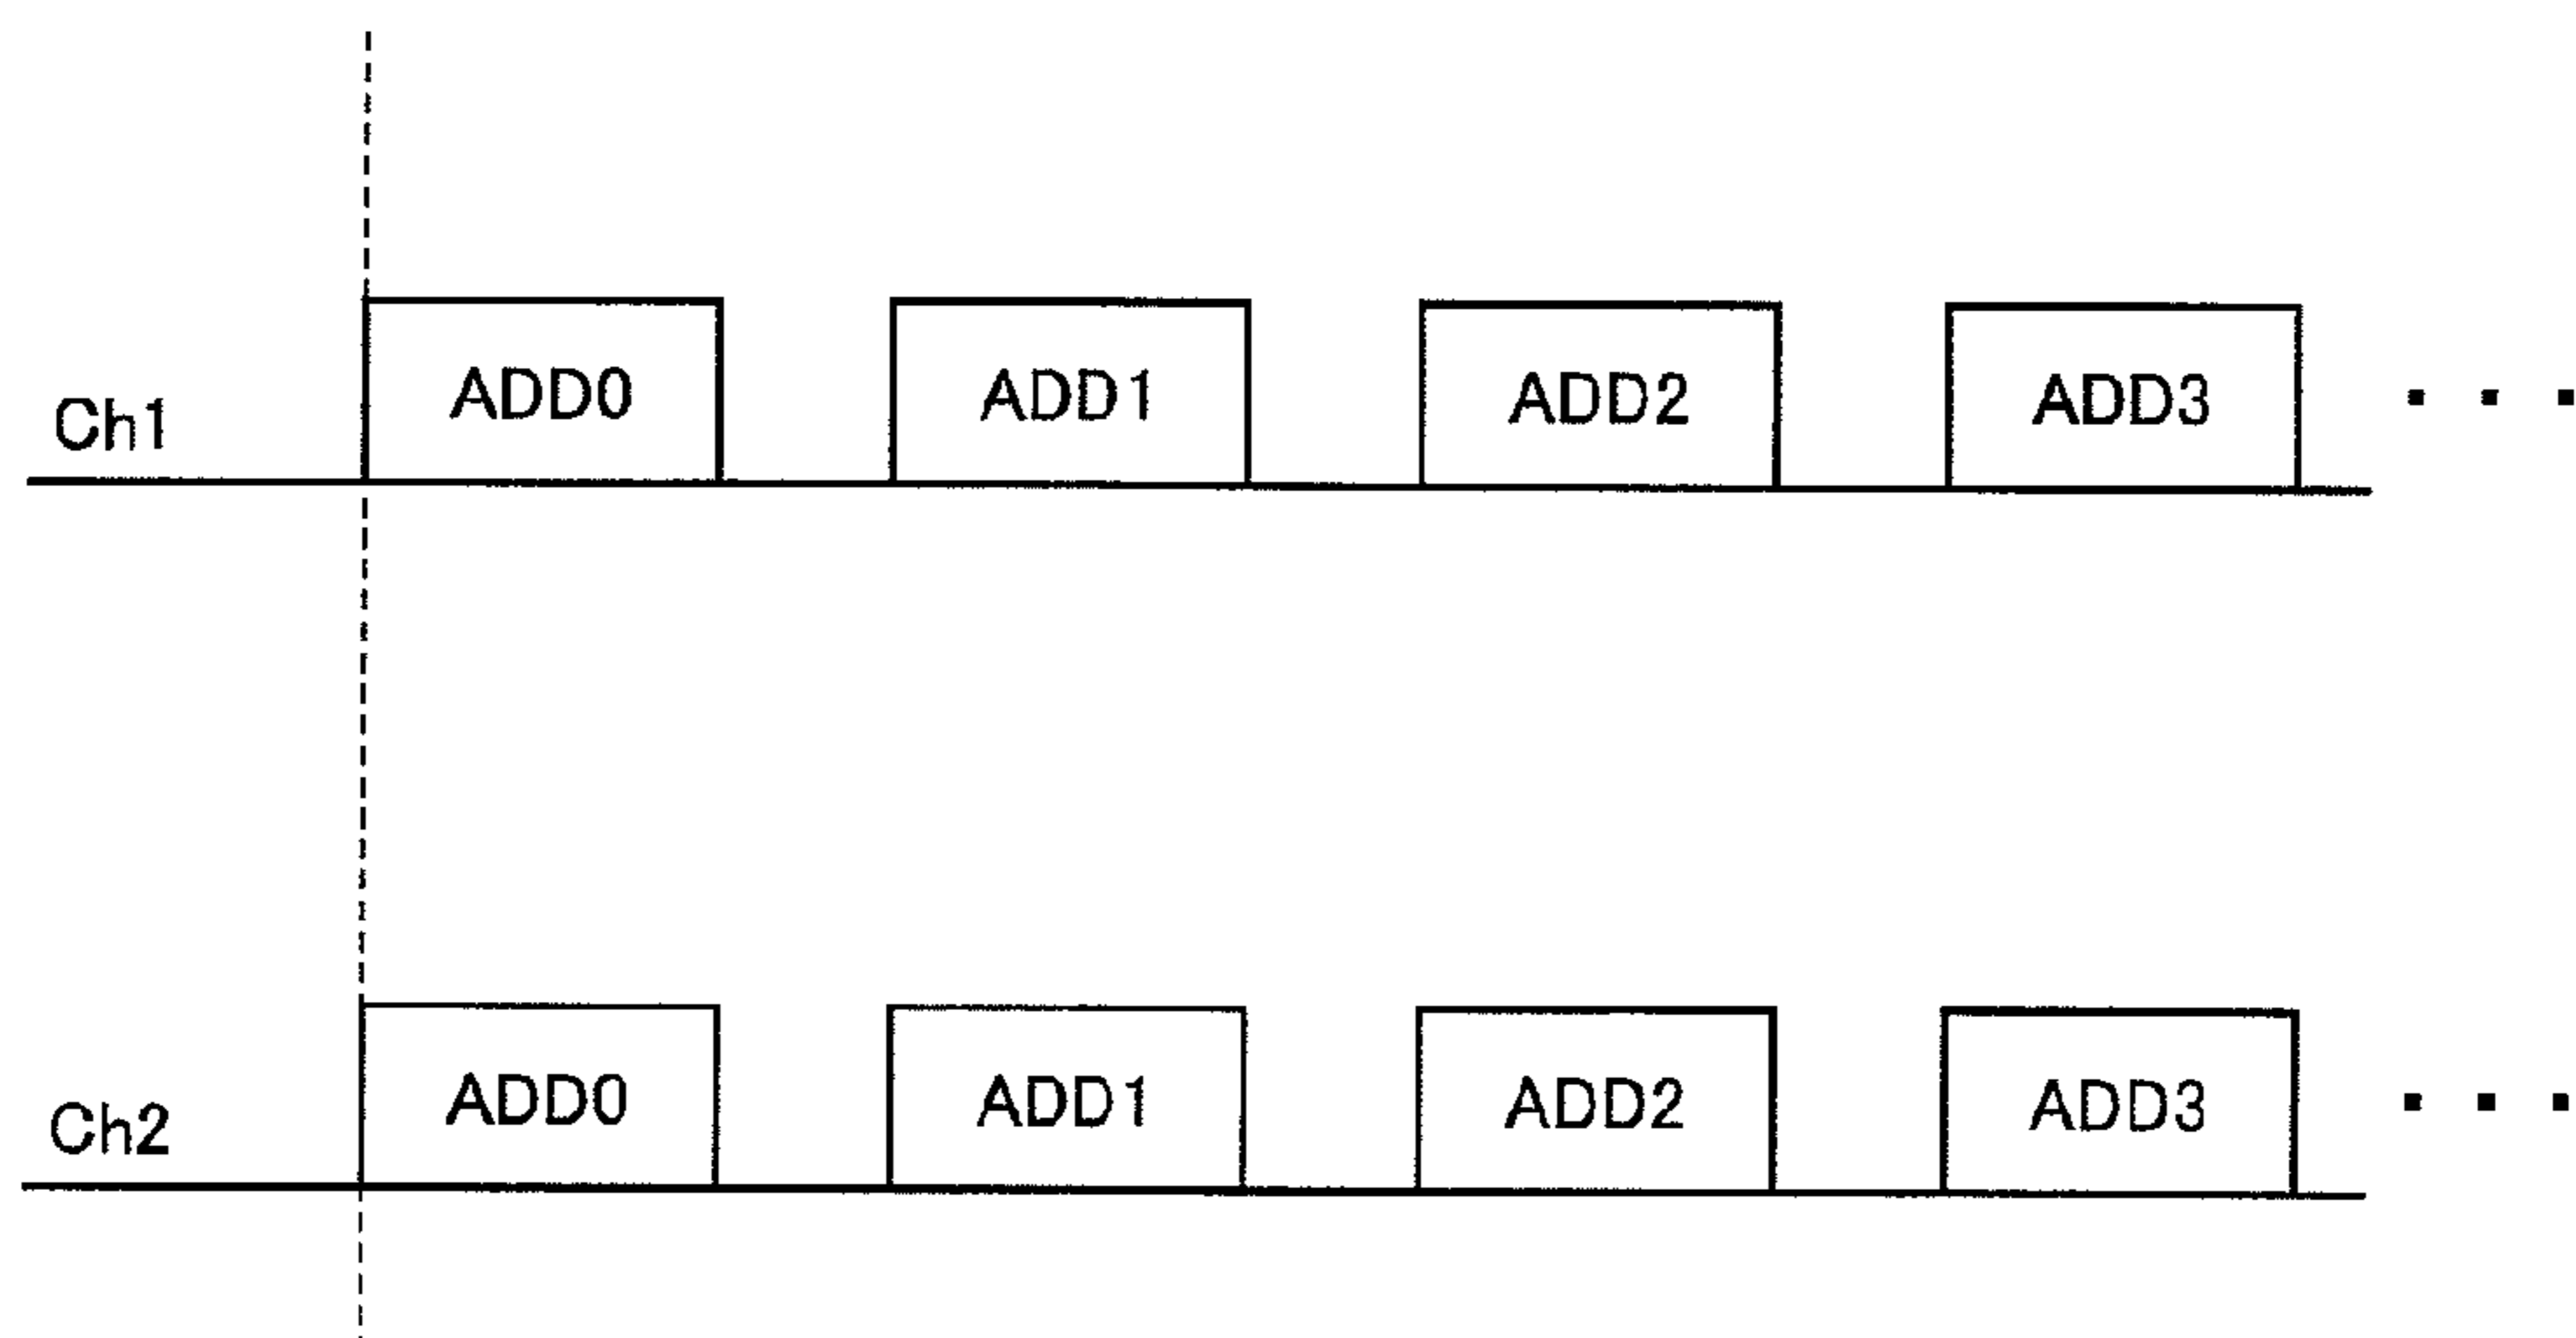 Ch1 ADD0 ADD1 ADD2 ADD3 ・・・
Ch2 ADD0 ADD1 ADD2 ADD3 ・・・